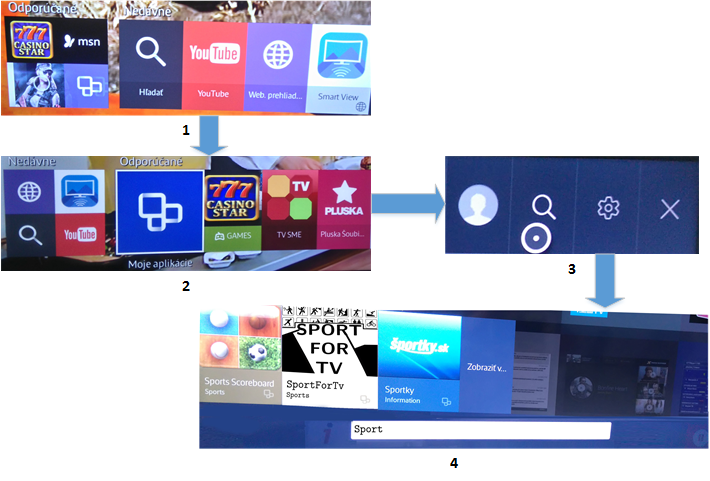 Odporúčané
Nedávne
777
CASINO
STAR
msn
YouTube
Hľadať
YouTube
Web. prehliad...
Smart View
1
Nedávne
Odporúčané
YouTube
777
CASINO
STAR
TV
PLUSKA
GAMES
TV SME
Pluska Soubi...
Moje aplikácie
2
3
SPORT
FOR
TV
športky.sk
Sports Scoreboard
Sports
SportForTv
Sports
Sportky
Information
Zobraziť v...
Sport
4